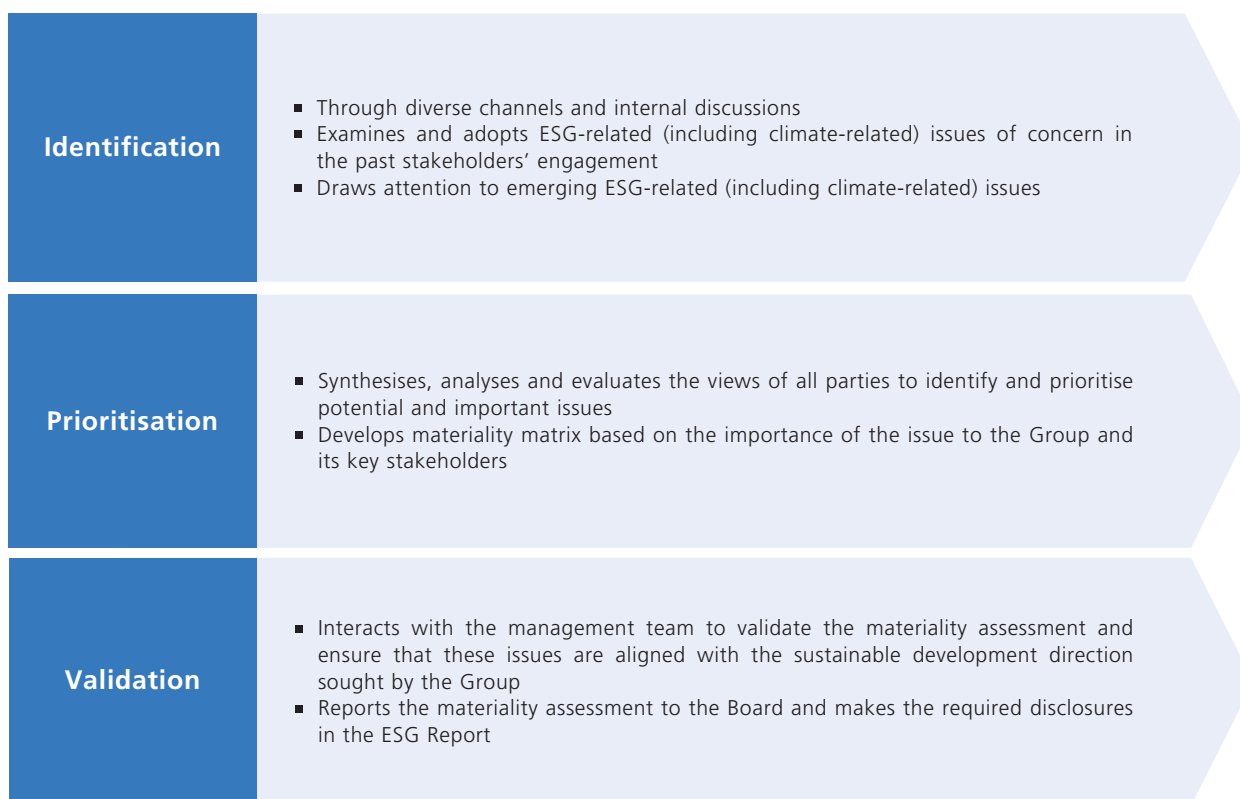 Identification
■ Through diverse channels and internal discussions
■ Examines and adopts ESG-related (including climate-related) issues of concern in
the past stakeholders’ engagement
■ Draws attention to emerging ESG-related (including climate-related) issues
Prioritisation
■ Synthesises, analyses and evaluates the views of all parties to identify and prioritise
potential and important issues
■ Develops materiality matrix based on the importance of the issue to the Group and
its key stakeholders
Validation
■ Interacts with the management team to validate the materiality assessment and
ensure that these issues are aligned with the sustainable development direction
sought by the Group
■ Reports the materiality assessment to the Board and makes the required disclosures
in the ESG Report